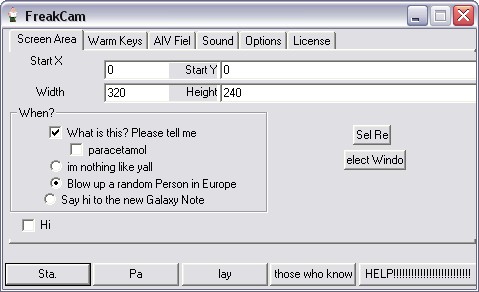 FreakCam
Screen Area Warm Keys AIV Fiel Sound Options License
Start X 0 Start Y 0
Width 320 Height 240
When?
What is this? Please tell me
paracetamol
im nothing like yall
Blow up a random Person in Europe
Say hi to the new Galaxy Note
Sel Re
elect Windo
Hi
Sta. Pa lay those who know HELP!!!!!!!!!!!!!!!!!!!!!!!!!!